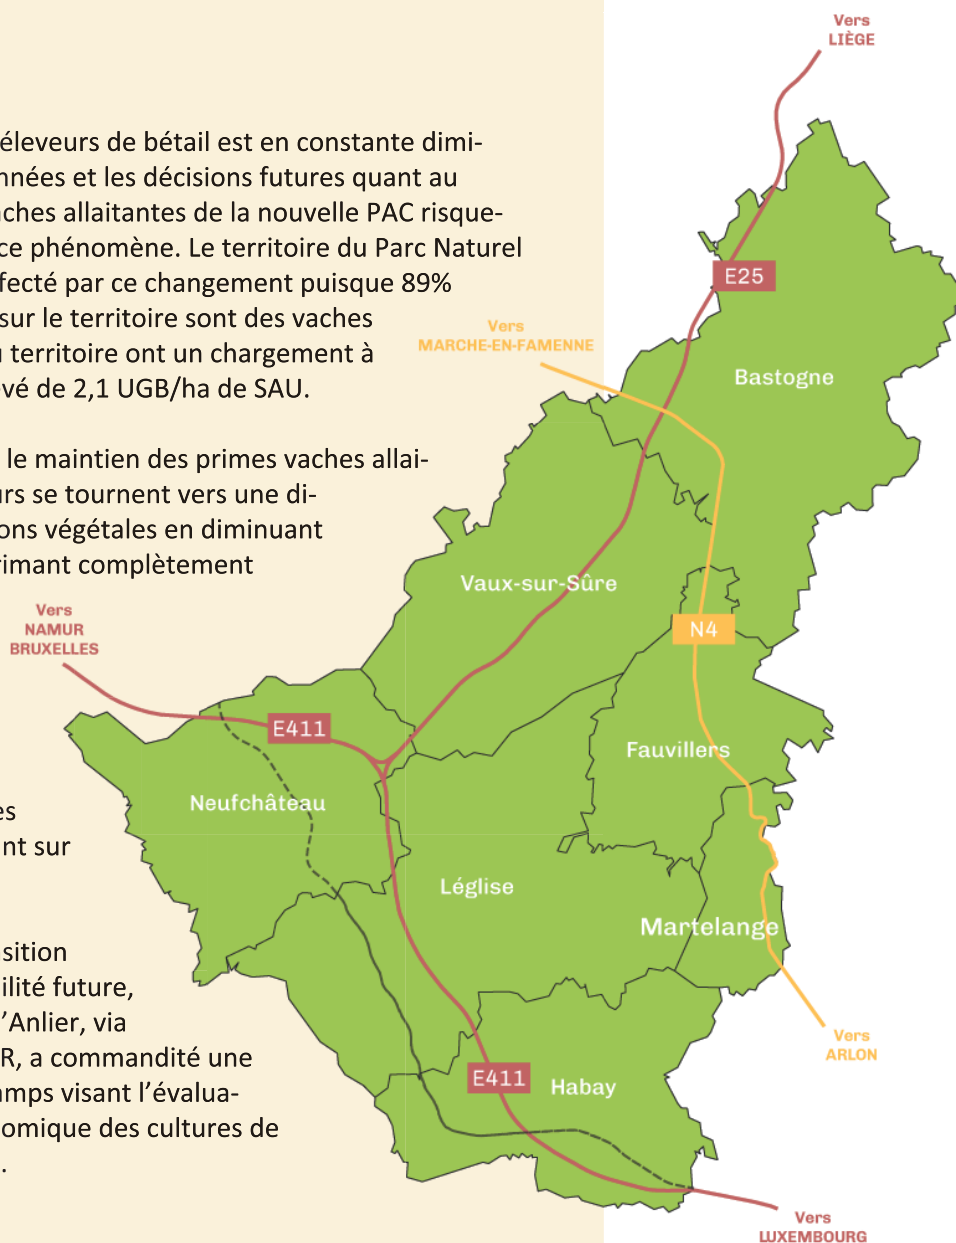 éleveurs de bétail est en constante dimi-
nnées et les décisions futures quant au
aches allaitantes de la nouvelle PAC risque-
ce phénomène. Le territoire du Parc Naturel
fecté par ce changement puisque 89%
sur le territoire sont des vaches
u territoire ont un chargement à
evé de 2,1 UGB/ha de SAU.
le maintien des primes vaches allai-
urs se tournent vers une di-
ons végétales en diminuant
rimant complètement
es
nt sur
sition
ilité future,
l'Anlier, via
R, a commandité une
amps visant l'évalua-
nomique des cultures de
.
Vers
LIÈGE
E25
Vers
MARCHE-EN-FAMENNE
Bastogne
Vaux-sur-Sûre
Vers
NAMUR
BRUXELLES
N4
E411
Fauvillers
Neufchâteau
Léglise
Martelange
Vers
ARLON
E411
Habay
Vers
LUXEMBOURG